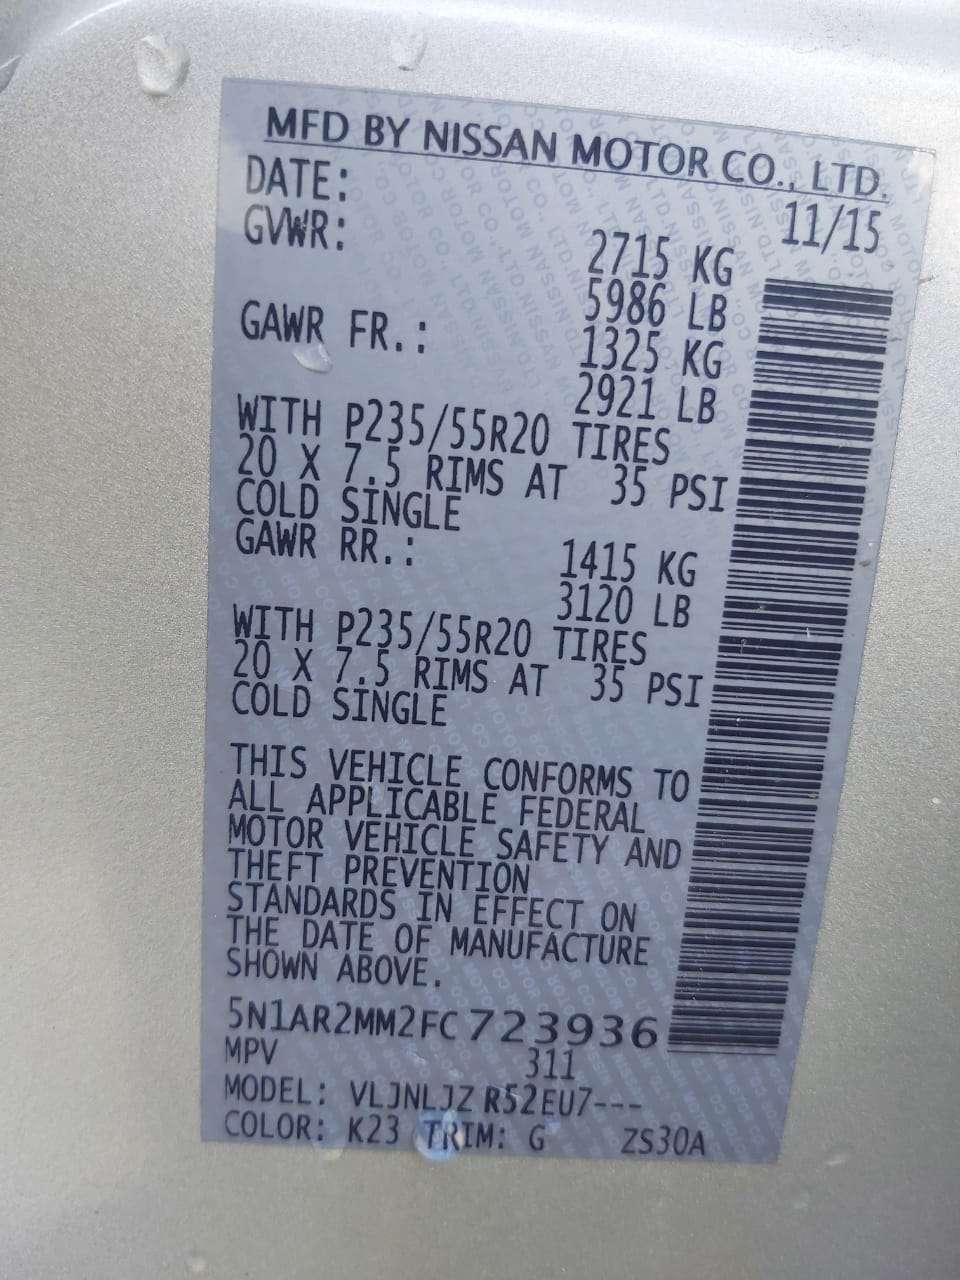 MFD BY NISSAN MOTOR CO., LTD.
DATE: 11/15
GVWR: 2715 KG
5986 LB
GAWR FR.: 1325 KG
2921 LB
WITH P235/55R20 TIRES
20 X 7.5 RIMS AT 35 PSI
COLD SINGLE
GAWR RR.: 1415 KG
3120 LB
WITH P235/55R20 TIRES
20 X 7.5 RIMS AT 35 PSI
COLD SINGLE
THIS VEHICLE CONFORMS TO
ALL APPLICABLE FEDERAL
MOTOR VEHICLE SAFETY AND
THEFT PREVENTION
STANDARDS IN EFFECT ON
THE DATE OF MANUFACTURE
SHOWN ABOVE.
5N1AR2MM2FC723936
MPV 311
MODEL: VLJNLJZ R52EU7---
COLOR: K23 TRIM: G ZS30A